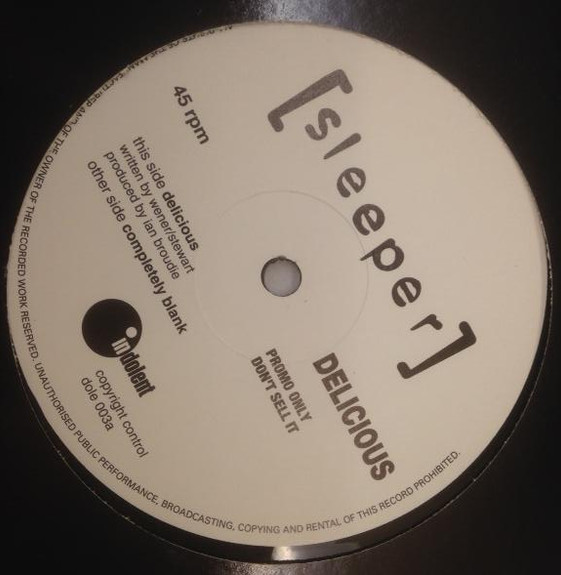 [sleeper]
DELICIOUS
PROMO ONLY
DON'T SELL IT
45 rpm
this side delicious
written by wener/stewart
produced by ian broudie
other side completely blank
indolent
copyright control
dole 003a
OF THE OWNER OF THE RECORDED WORK RESERVED. UNAUTHORISED PUBLIC PERFORMANCE, BROADCASTING, COPYING AND RENTAL OF THIS RECORD PROHIBITED.